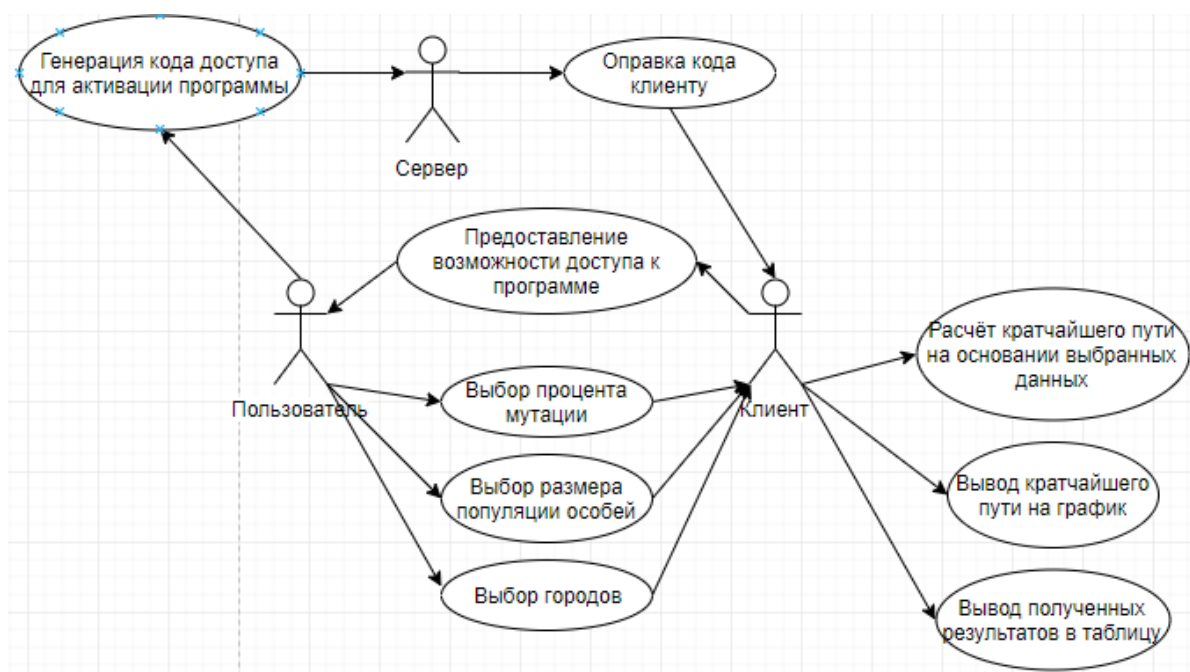 Генерация кода доступа
для активации программы
Оправка кода
клиенту
Сервер
Предоставление
возможности доступа к
программе
Расчёт кратчайшего пути
на основании выбранных
данных
Выбор процента
мутации
Пользователь
Клиент
Выбор размера
популяции особей
Вывод кратчайшего
пути на график
Выбор городов
Вывод полученных
результатов в таблицу